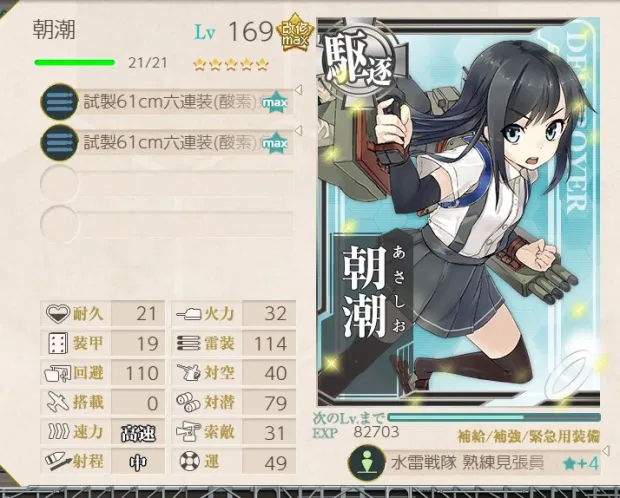 朝潮
Lv 169
改修max
21/21
試製61cm六連装(酸素)
max
試製61cm六連装(酸素)
max
耐久 21 火力 32
装甲 19 雷装 114
回避 110 対空 40
搭載 0 対潜 79
速力 高速 索敵 31
射程 中 運 49
駆逐
DESTROYER
朝潮
あさしお
次のLv.まで
EXP 82703
補給/補強/緊急用装備
水雷戦隊 熟練見張員
★+4